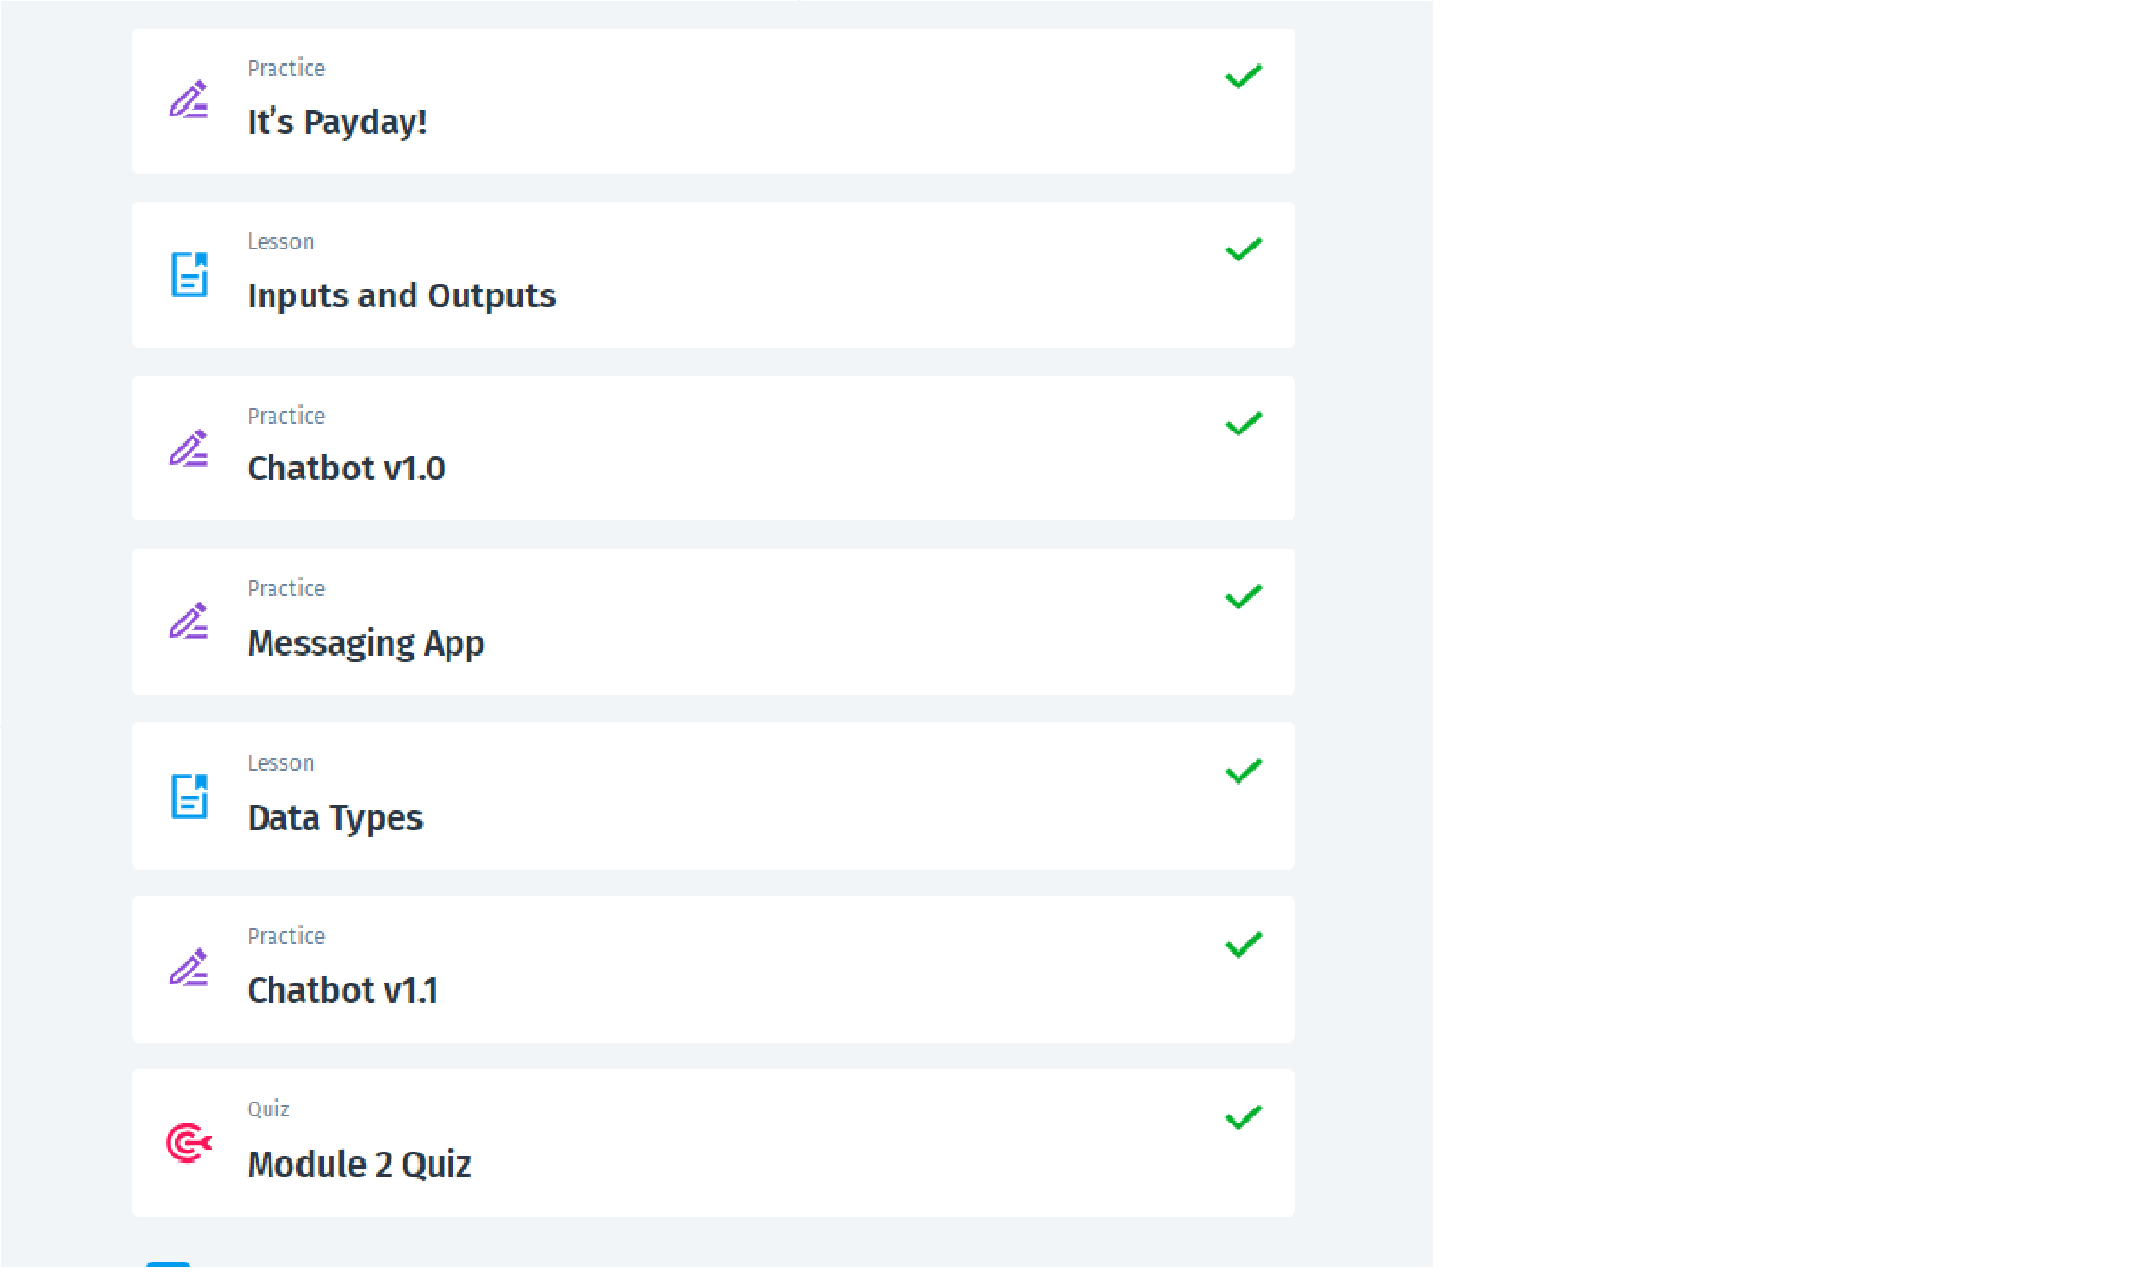 Practice
It's Payday!
Lesson
Inputs and Outputs
Practice
Chatbot v1.0
Practice
Messaging App
Lesson
Data Types
Practice
Chatbot v1.1
Quiz
Module 2 Quiz